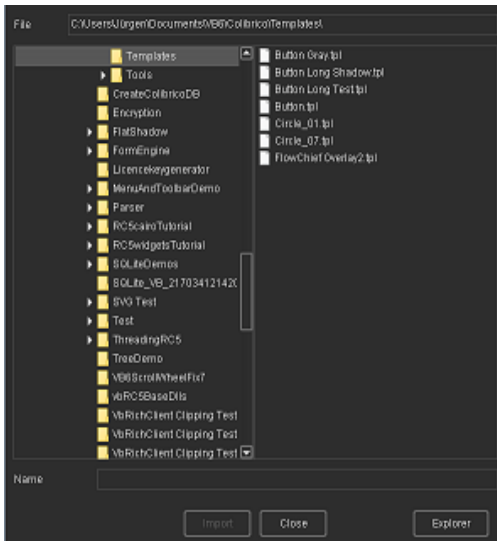 File
C:\Users\Jürgen\Documents\VB6\Colibrico\Templates\
Templates
Tools
CreateColibricoDB
Encryption
FlatShadow
FormEngine
Licencekeygenerator
MenuAndToolbarDemo
Parser
RC5cairoTutorial
RC5widgetsTutorial
SQLiteDemos
SQLite_VB_21703412142(
SVG Test
Test
ThreadingRC5
TreeDemo
VB6ScrollWheelFix7
vbRC5BaseDlls
VbRichClient Clipping Test
VbRichClient Clipping Test
VbRichClient Clipping Test
Button Gray.tpl
Button Long Shadow.tpl
Button Long Test.tpl
Button.tpl
Circle_01.tpl
Circle_07.tpl
FlowChief Overlay2.tpl
Name
Import
Close
Explorer